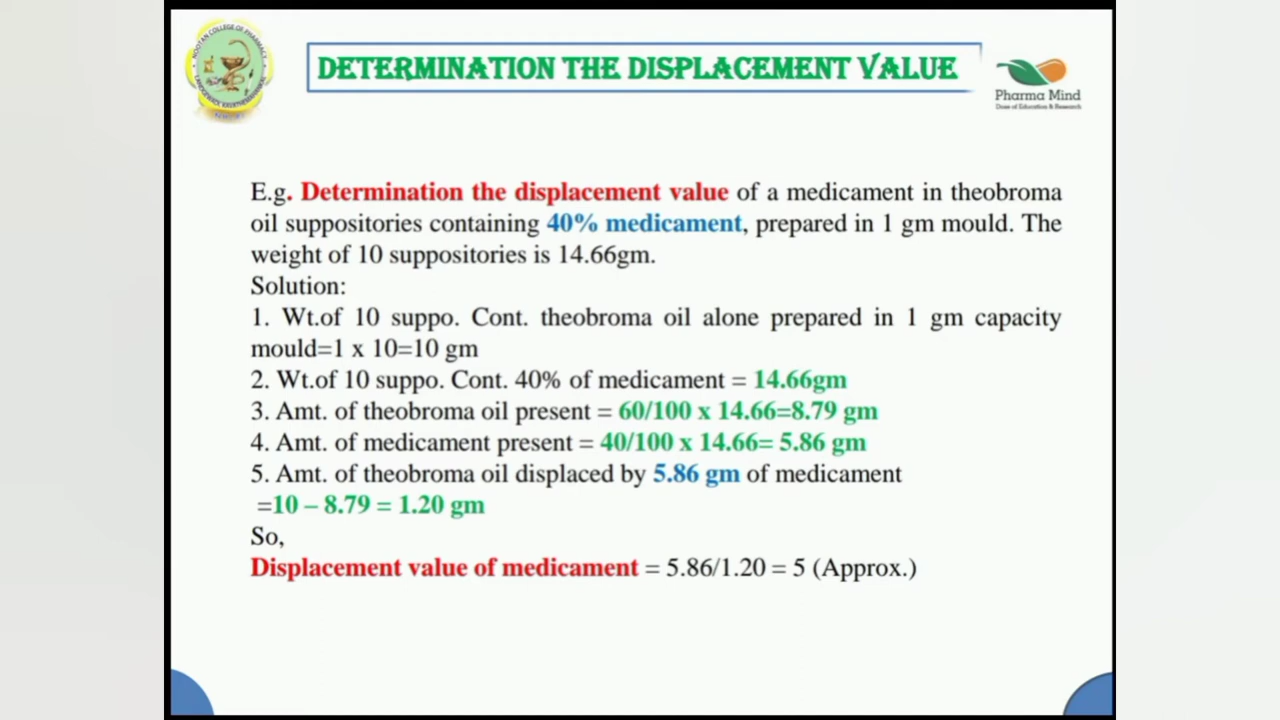 DETERMINATION THE DISPLACEMENT VALUE
Pharma Mind
Dose of Education & Research
E.g. Determination the displacement value of a medicament in theobroma
oil suppositories containing 40% medicament, prepared in 1 gm mould. The
weight of 10 suppositories is 14.66gm.
Solution:
1. Wt.of 10 suppo. Cont. theobroma oil alone prepared in 1 gm capacity
mould=1 x 10=10 gm
2. Wt.of 10 suppo. Cont. 40% of medicament = 14.66gm
3. Amt. of theobroma oil present = 60/100 x 14.66=8.79 gm
4. Amt. of medicament present = 40/100 x 14.66= 5.86 gm
5. Amt. of theobroma oil displaced by 5.86 gm of medicament
=10 – 8.79 = 1.20 gm
So,
Displacement value of medicament = 5.86/1.20 = 5 (Approx.)